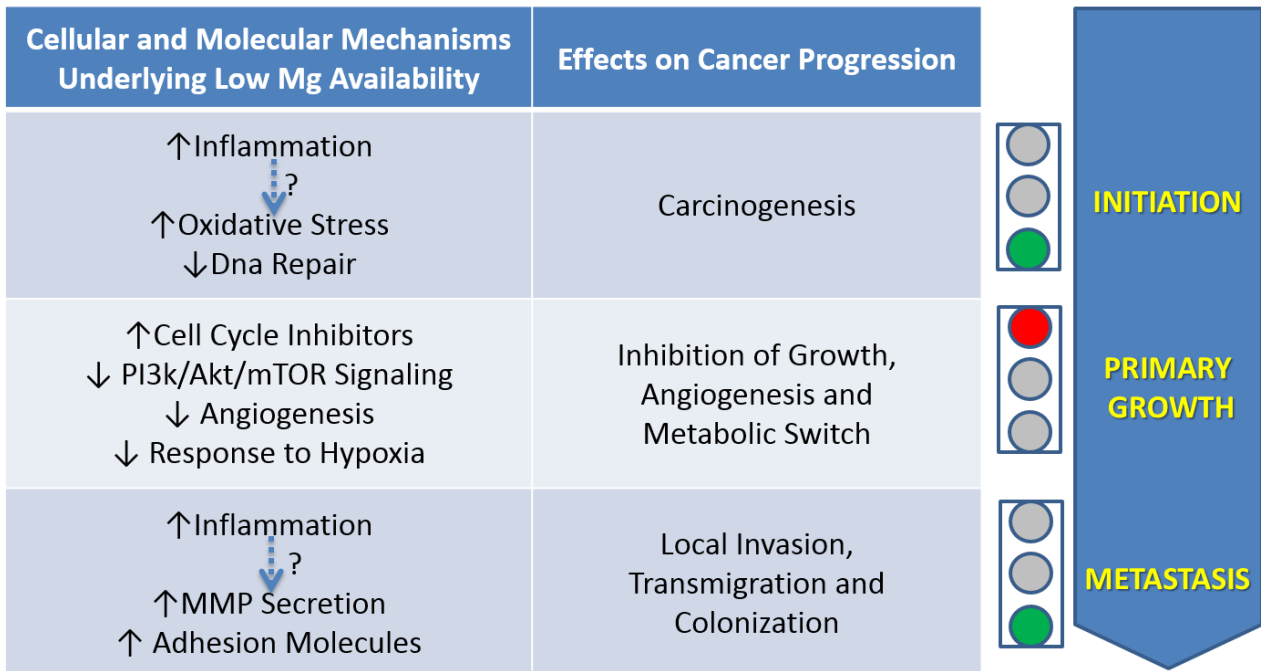 Cellular and Molecular Mechanisms
Underlying Low Mg Availability
Effects on Cancer Progression
↑Inflammation
?
↑Oxidative Stress
↓Dna Repair
Carcinogenesis
INITIATION
↑Cell Cycle Inhibitors
↓ PI3k/Akt/mTOR Signaling
↓ Angiogenesis
↓ Response to Hypoxia
Inhibition of Growth,
Angiogenesis and
Metabolic Switch
PRIMARY
GROWTH
↑Inflammation
?
↑MMP Secretion
↑ Adhesion Molecules
Local Invasion,
Transmigration and
Colonization
METASTASIS